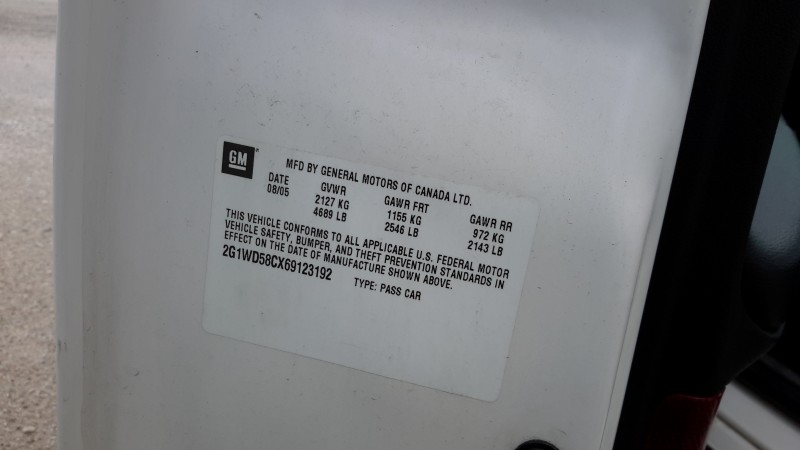 GM
MFD BY GENERAL MOTORS OF CANADA LTD.
DATE GVWR GAWR FRT GAWR RR
08/05 2127 KG 1155 KG 972 KG
4689 LB 2546 LB 2143 LB
THIS VEHICLE CONFORMS TO ALL APPLICABLE U.S. FEDERAL MOTOR
VEHICLE SAFETY, BUMPER, AND THEFT PREVENTION STANDARDS IN
EFFECT ON THE DATE OF MANUFACTURE SHOWN ABOVE.
2G1WD58CX69123192 TYPE: PASS CAR